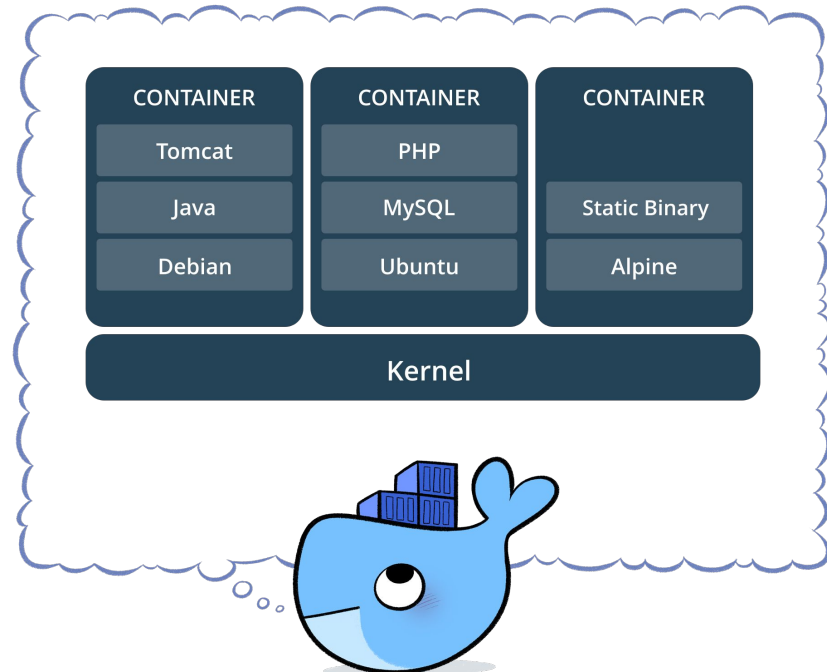 CONTAINER
Tomcat
Java
Debian
CONTAINER
PHP
MySQL
Ubuntu
CONTAINER
Static Binary
Alpine
Kernel